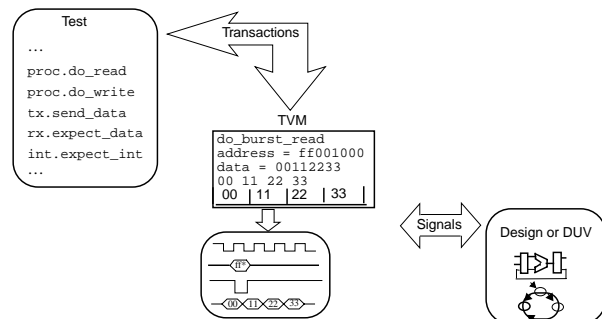 Test
...
proc.do_read
proc.do_write
tx.send_data
rx.expect_data
int.expect_int
...
Transactions
TVM
do_burst_read
address = ff001000
data = 00112233
00 11 22 33
00 11 22 33
ff*
00 11 22 33
Signals
Design or DUV